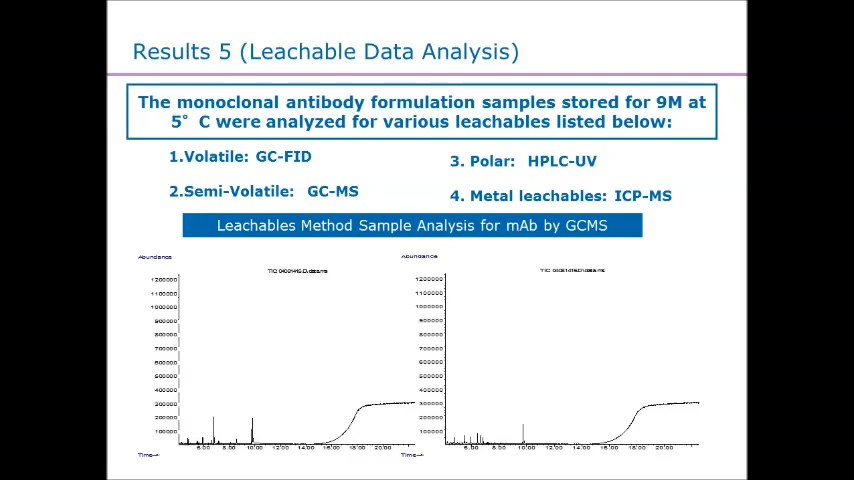 Results 5 (Leachable Data Analysis)
The monoclonal antibody formulation samples stored for 9M at
5° C were analyzed for various leachables listed below:
1.Volatile: GC-FID
2.Semi-Volatile: GC-MS
3. Polar: HPLC-UV
4. Metal leachables: ICP-MS
Leachables Method Sample Analysis for mAb by GCMS
Abundance
1200000
1100000
1000000
900000
800000
700000
600000
500000
400000
300000
200000
100000
6.00 8.00 10.00 12.00 14.00 16.00 18.00 20.00
Time-->
Abundance
1200000
1100000
1000000
900000
800000
700000
600000
500000
400000
300000
200000
100000
6.00 8.00 10.00 12.00 14.00 16.00 18.00 20.00
Time-->